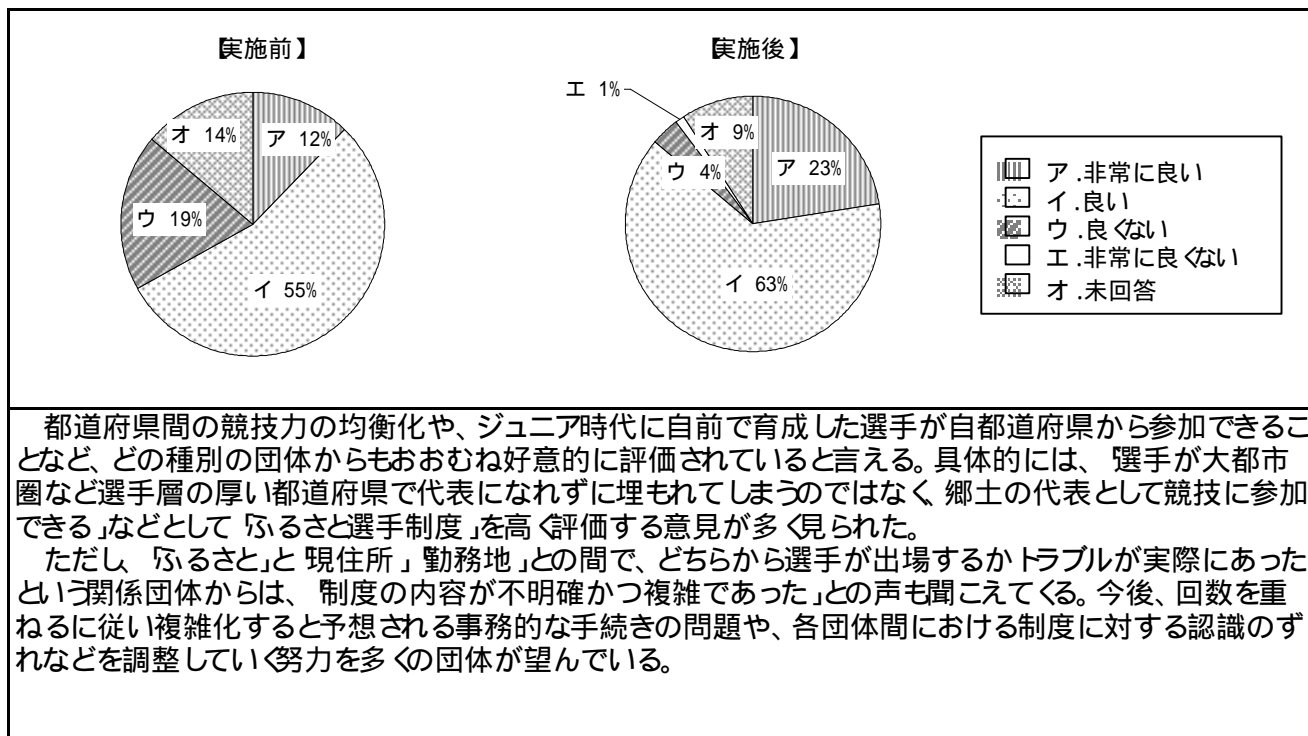 【実施前】
【実施後】
ア 12%
イ 55%
ウ 19%
オ 14%
ア 23%
イ 63%
ウ 4%
エ 1%
オ 9%
ア.非常に良い
イ.良い
ウ.良くない
エ.非常に良くない
オ.未回答
都道府県間の競技力の均衡化や、ジュニア時代に自前で育成した選手が自都道府県から参加できるこ
となど、どの種別の団体からもおおむね好意的に評価されていると言える。具体的には、「選手が大都市
圏など選手層の厚い都道府県で代表になれずに埋もれてしまうのではなく、郷土の代表として競技に参加
できる」などとして「ふるさと選手制度」を高く評価する意見が多く見られた。
ただし、「ふるさと」と「現住所」「勤務地」との間で、どちらから選手が出場するかトラブルが実際にあった
という関係団体からは、「制度の内容が不明確かつ複雑であった」との声も聞こえてくる。今後、回数を重
ねるに従い複雑化すると予想される事務的な手続きの問題や、各団体間における制度に対する認識のず
れなどを調整していく努力を多くの団体が望んでいる。